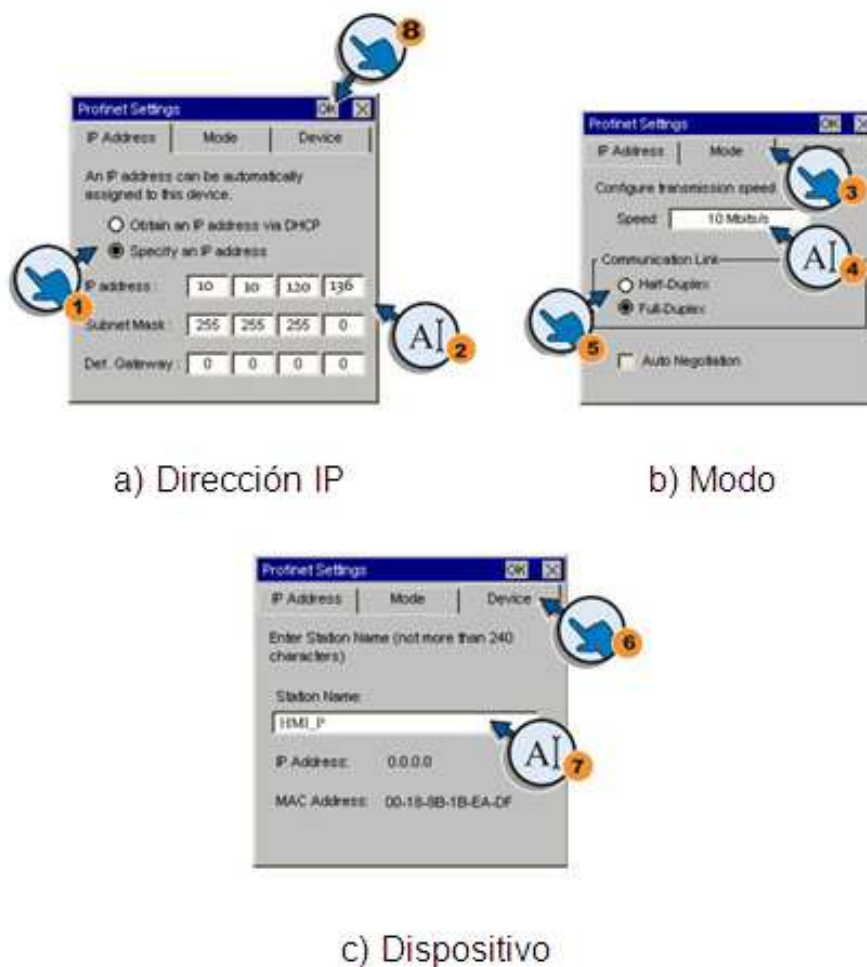 8
Profinet Settings OK X
IP Address Mode Device
An IP address can be automatically
assigned to this device.
Obtain an IP address via DHCP
Specify an IP address
1
IP address : 10 10 120 136
Subnet Mask : 255 255 255 0
AI 2
Def. Gateway : 0 0 0 0
a) Dirección IP
Profinet Settings OK X
IP Address Mode
3
Configure transmission speed
Speed 10 Mbits/s
AI 4
Communication Link
Half-Duplex
Full-Duplex
5
Auto Negotiation
b) Modo
Profinet Settings OK X
IP Address Mode Device
6
Enter Station Name (not more than 240
characters)
Station Name:
HMI_P
AI 7
IP Address: 0.0.0.0
MAC Address: 00-18-8B-1B-EA-DF
c) Dispositivo